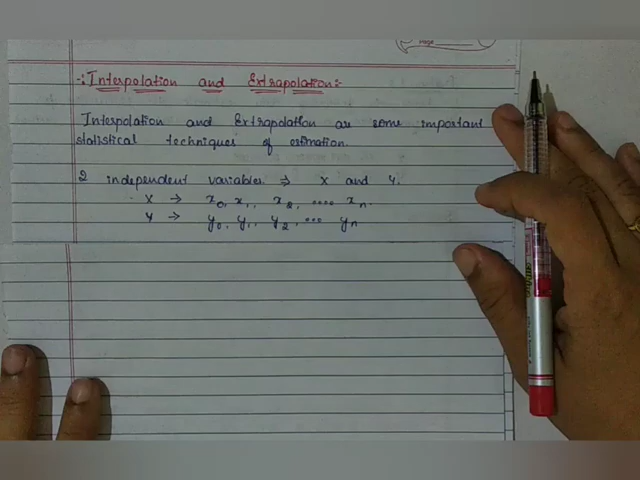 -: Interpolation and Extrapolation:-
Interpolation and Extrapolation are some important
statistical techniques of estimation.
2 independent variables ⇒ X and Y.
X → x₀, x₁, x₂, .... xₙ.
Y → y₀, y₁, y₂, ... yₙ